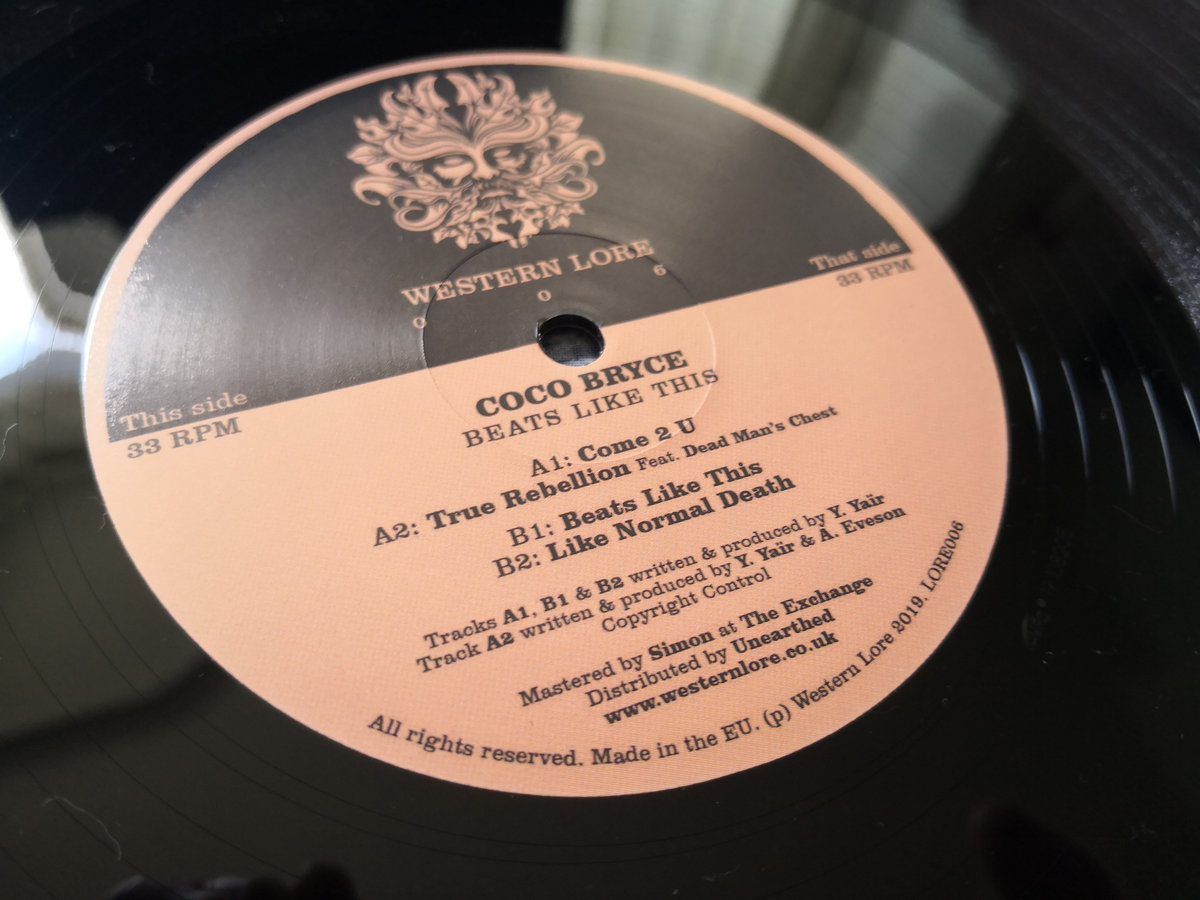 WESTERN LORE
0 0 6
This side
33 RPM
That side
33 RPM
COCO BRYCE
BEATS LIKE THIS
A1: Come 2 U
A2: True Rebellion Feat. Dead Man's Chest
B1: Beats Like This
B2: Like Normal Death
Tracks A1, B1 & B2 written & produced by Y. Yaïr
Track A2 written & produced by Y. Yaïr & A. Eveson
Copyright Control
Mastered by Simon at The Exchange
Distributed by Unearthed
www.westernlore.co.uk
All rights reserved. Made in the EU. (p) Western Lore 2019. LORE006